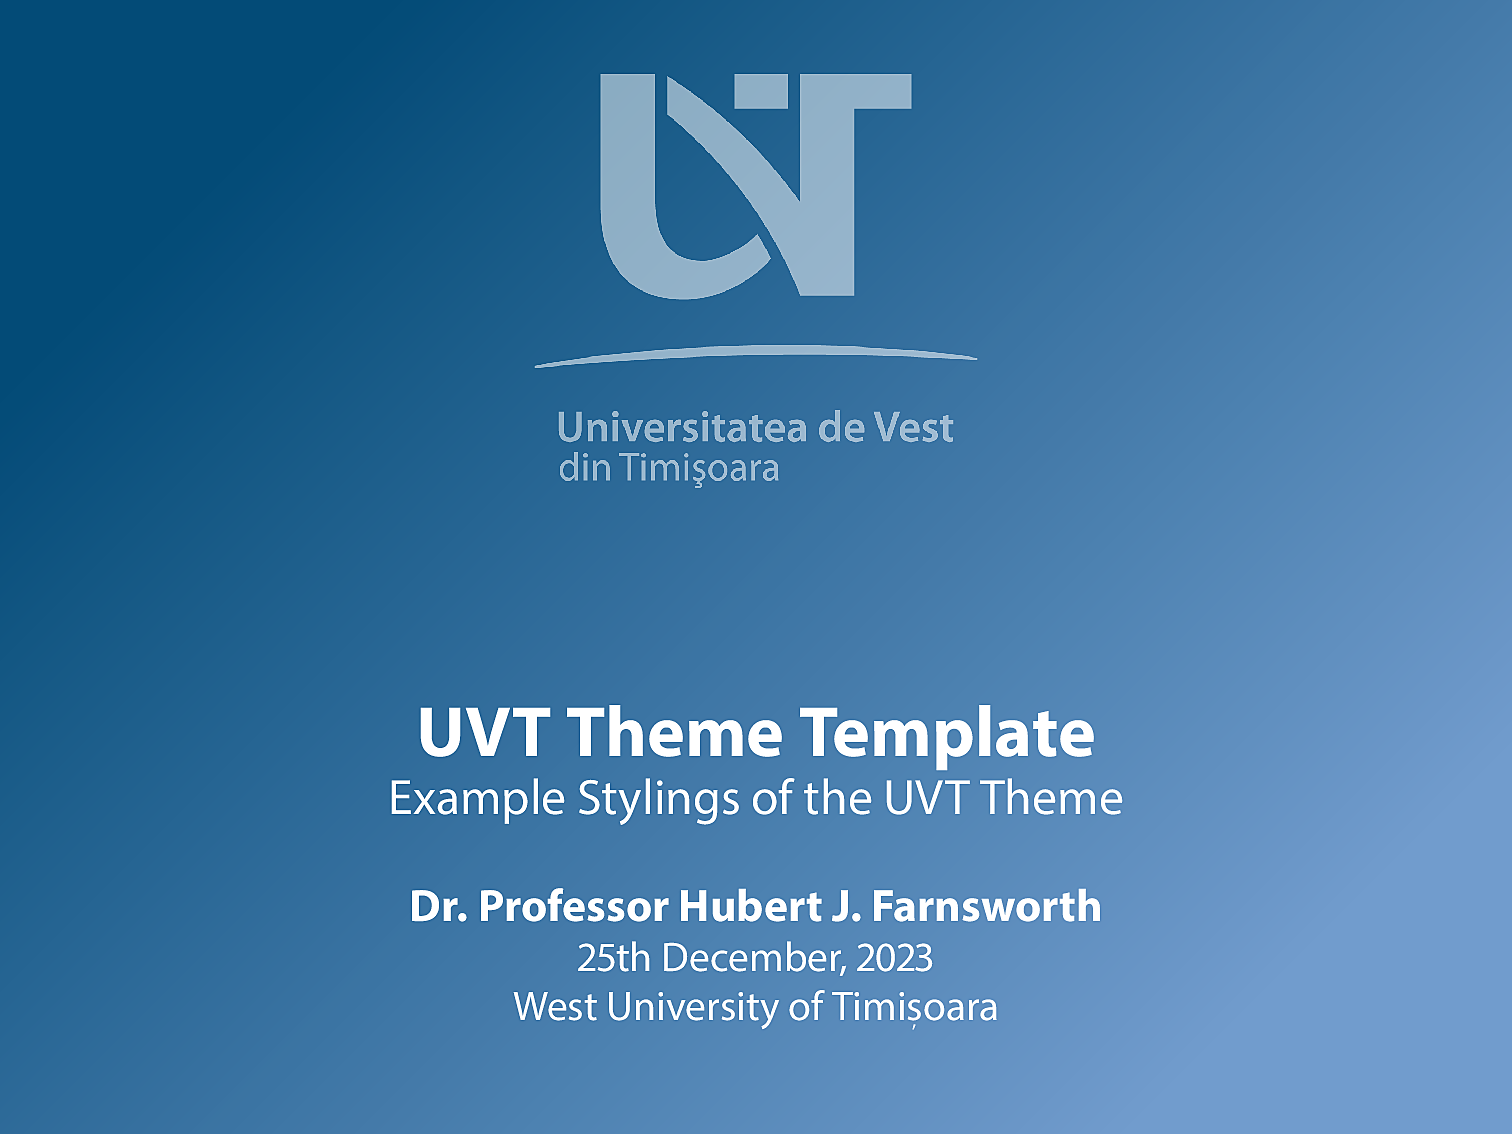 UVT
Universitatea de Vest
din Timişoara
UVT Theme Template
Example Stylings of the UVT Theme
Dr. Professor Hubert J. Farnsworth
25th December, 2023
West University of Timișoara